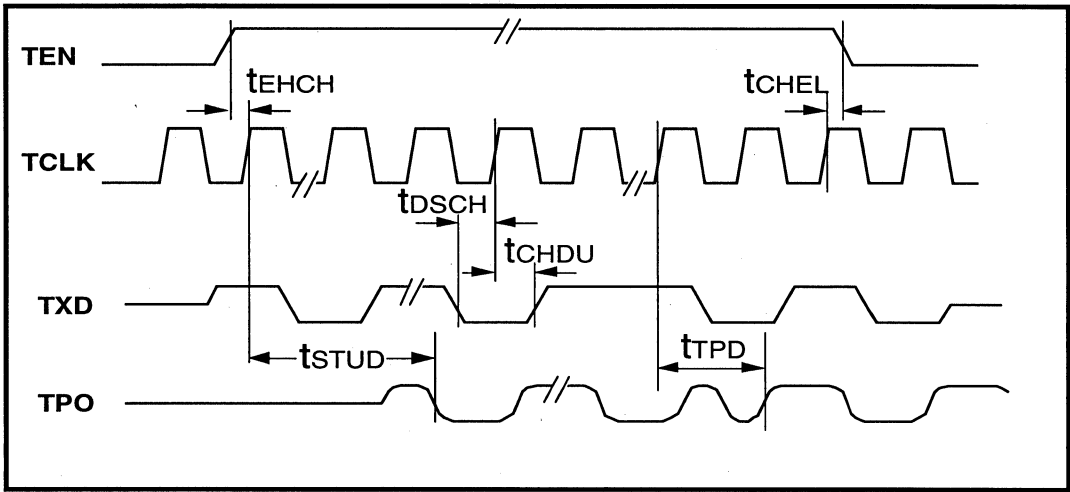 TEN
tEHCH
tCHEL
TCLK
tDSCH
tCHDU
TXD
tSTUD
tTPD
TPO